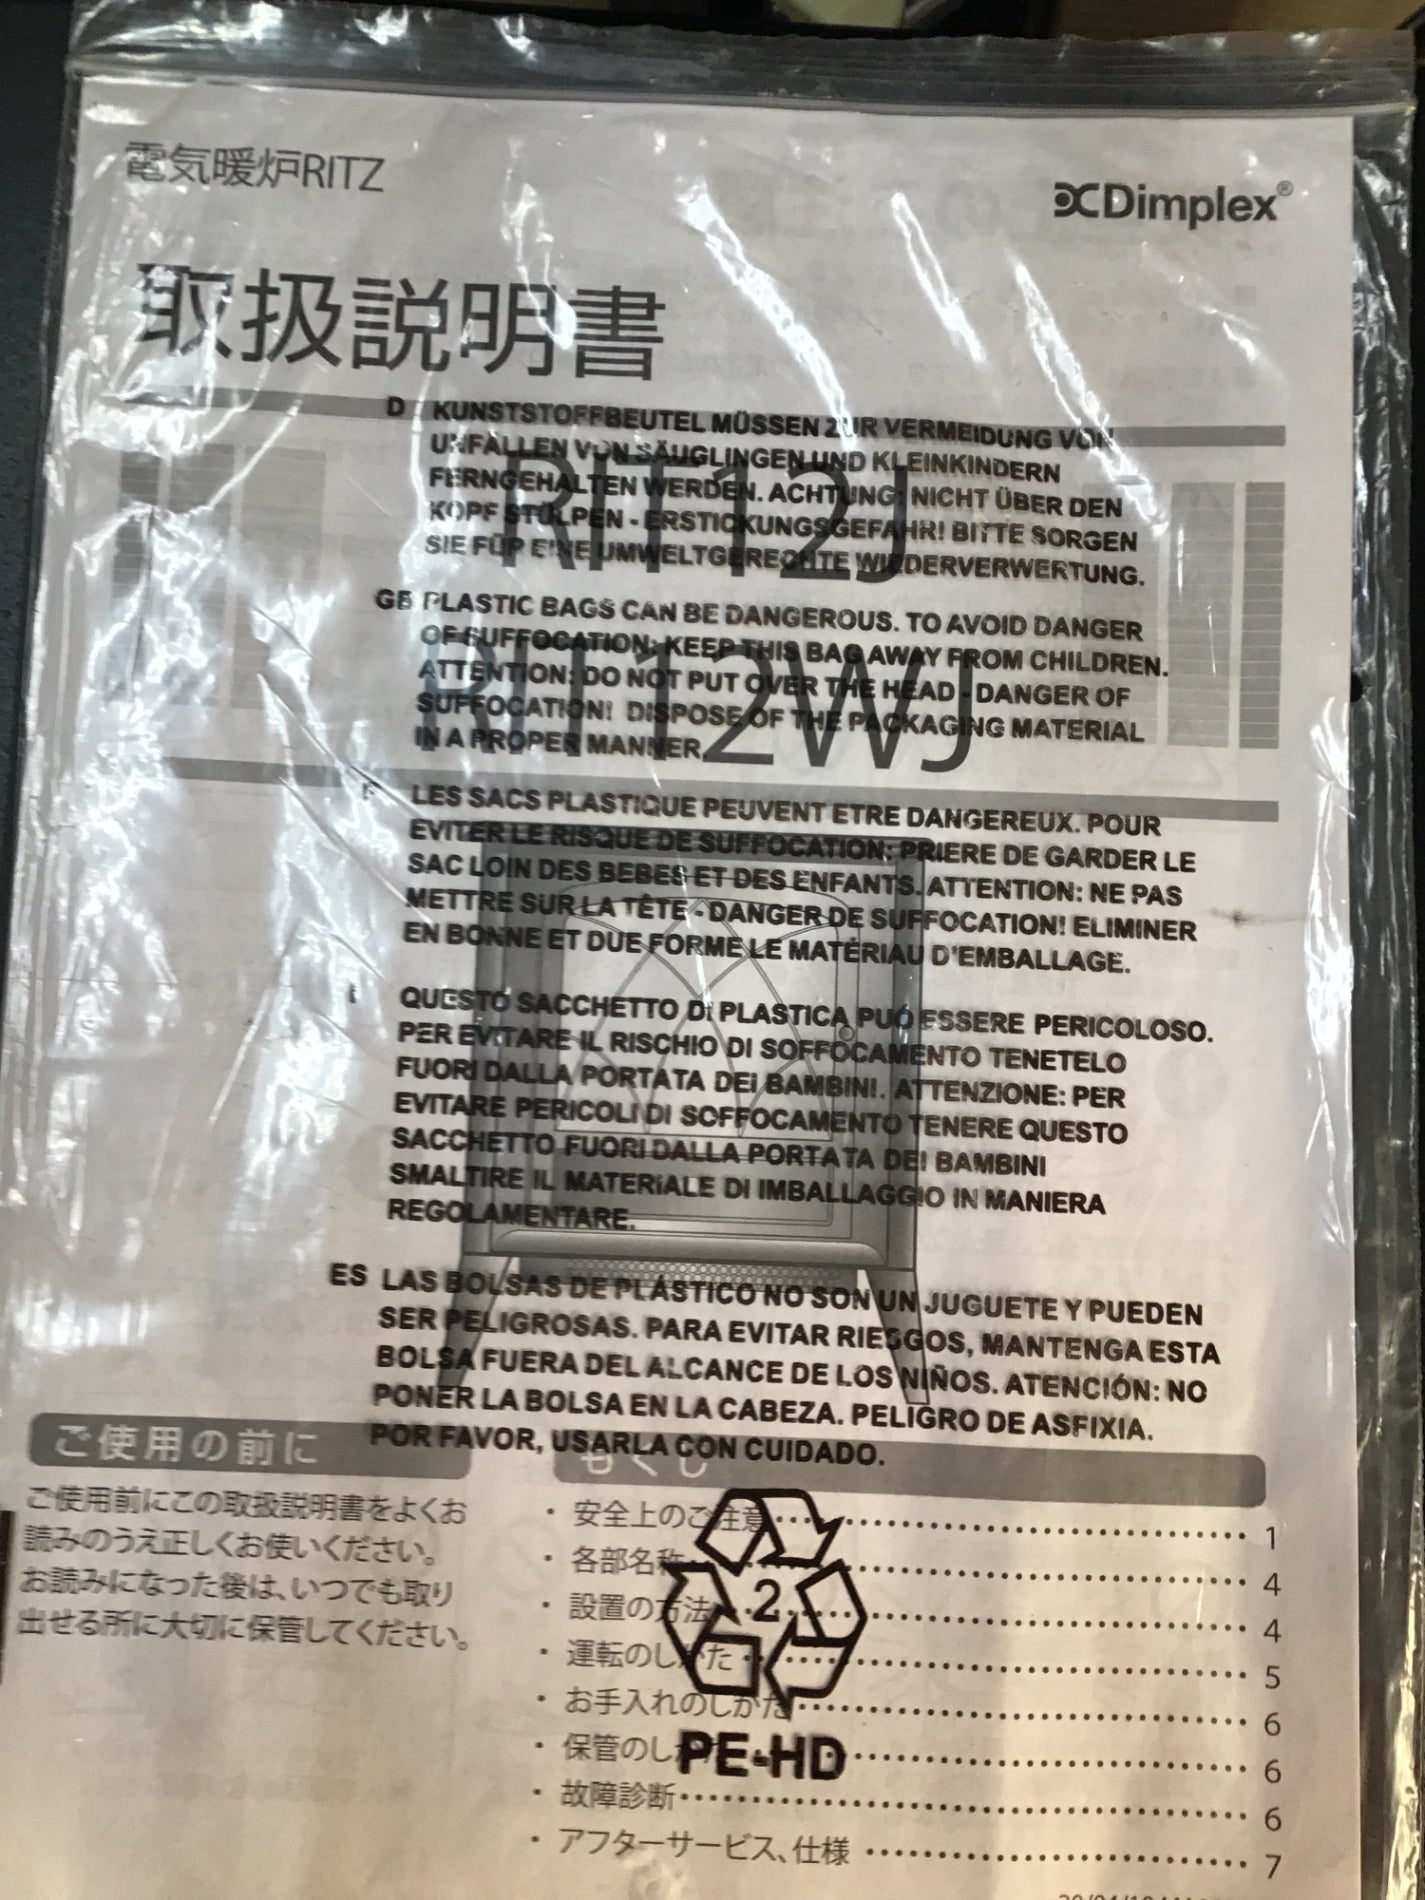 電気暖炉RITZ
Dimplex®
取扱説明書
RIT12J
RIT12WJ
D KUNSTSTOFFBEUTEL MÜSSEN ZUR VERMEIDUNG VON
UNFALLEN VON SÄUGLINGEN UND KLEINKINDERN
FERNGEHALTEN WERDEN. ACHTUNG: NICHT ÜBER DEN
KOPF STÜLPEN - ERSTICKUNGSGEFAHR! BITTE SORGEN
SIE FÜR EINE UMWELTGERECHTE WIEDERVERWERTUNG.
GB PLASTIC BAGS CAN BE DANGEROUS. TO AVOID DANGER
OF SUFFOCATION: KEEP THIS BAG AWAY FROM CHILDREN.
ATTENTION: DO NOT PUT OVER THE HEAD - DANGER OF
SUFFOCATION! DISPOSE OF THE PACKAGING MATERIAL
IN A PROPER MANNER.
F LES SACS PLASTIQUE PEUVENT ETRE DANGEREUX. POUR
EVITER LE RISQUE DE SUFFOCATION: PRIERE DE GARDER LE
SAC LOIN DES BEBES ET DES ENFANTS. ATTENTION: NE PAS
METTRE SUR LA TÊTE - DANGER DE SUFFOCATION! ELIMINER
EN BONNE ET DUE FORME LE MATÉRIAU D'EMBALLAGE.
I QUESTO SACCHETTO DI PLASTICA PUÓ ESSERE PERICOLOSO.
PER EVITARE IL RISCHIO DI SOFFOCAMENTO TENETELO
FUORI DALLA PORTATA DEI BAMBINI. ATTENZIONE: PER
EVITARE PERICOLI DI SOFFOCAMENTO TENERE QUESTO
SACCHETTO FUORI DALLA PORTATA DEI BAMBINI
SMALTIRE IL MATERIALE DI IMBALLAGGIO IN MANIERA
REGOLAMENTARE.
ES LAS BOLSAS DE PLÁSTICO NO SON UN JUGUETE Y PUEDEN
SER PELIGROSAS. PARA EVITAR RIESGOS, MANTENGA ESTA
BOLSA FUERA DEL ALCANCE DE LOS NIÑOS. ATENCIÓN: NO
PONER LA BOLSA EN LA CABEZA. PELIGRO DE ASFIXIA.
POR FAVOR, USARLA CON CUIDADO.
ご使用の前に
ご使用前にこの取扱説明書をよくお
読みのうえ正しくお使いください。
お読みになった後は、いつでも取り
出せる所に大切に保管してください。
もくじ
・安全上のご注意 1
・各部名称 4
・設置の方法 4
・運転のしかた 5
・お手入れのしかた 6
・保管のしかた 6
・故障診断 6
・アフターサービス、仕様 7
2
PE-HD